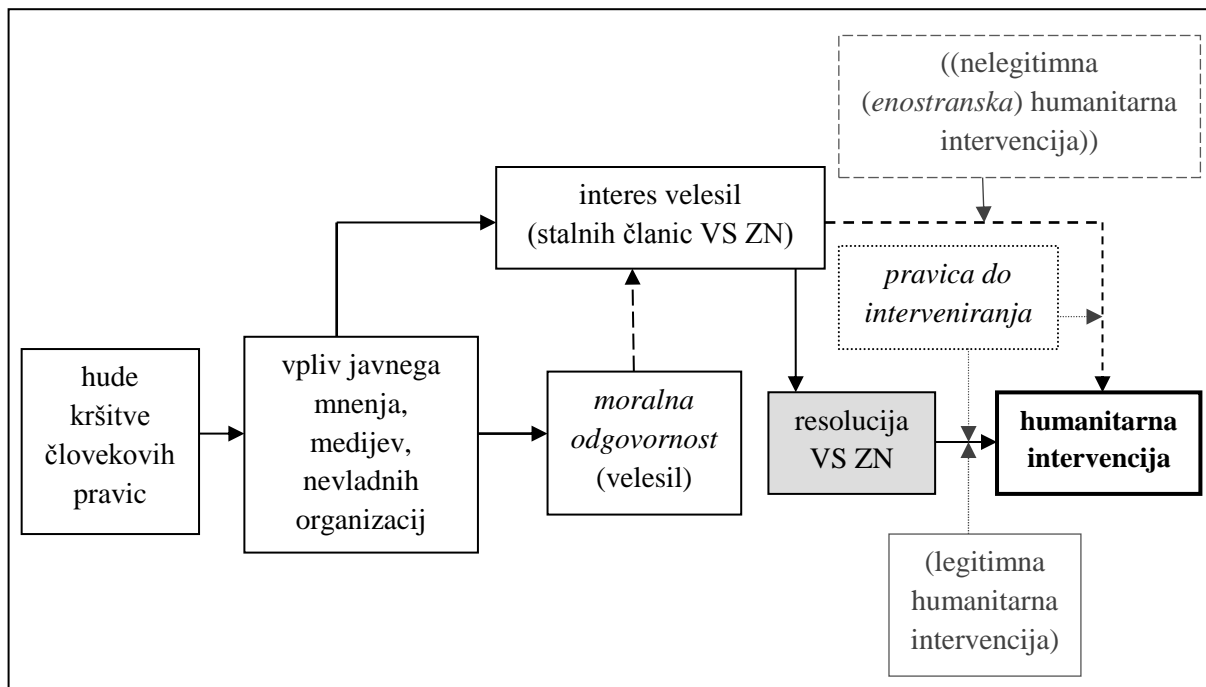 ((nelegitimna
(enostranska) humanitarna
intervencija))
interes velesil
(stalnih članic VS ZN)
pravica do
interveniranja
hude
kršitve
človekovih
pravic
vpliv javnega
mnenja,
medijev,
nevladnih
organizacij
moralna
odgovornost
(velesil)
resolucija
VS ZN
humanitarna
intervencija
(legitimna
humanitarna
intervencija)